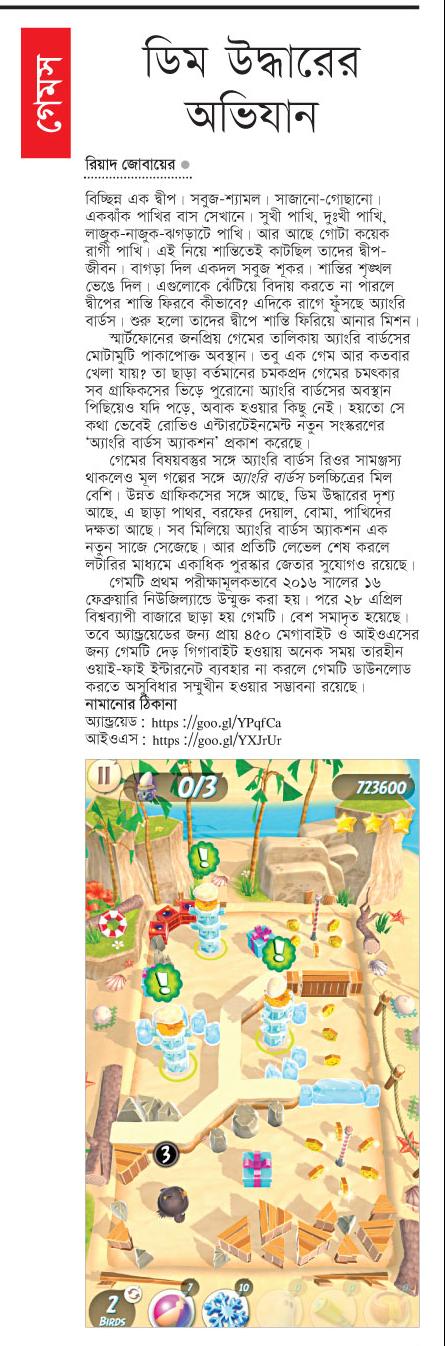 গেমস
ডিম উদ্ধারের
অভিযান
রিয়াদ জোবায়ের
বিচ্ছিন্ন এক দ্বীপ। সবুজ-শ্যামল। সাজানো-গোছানো।
একঝাঁক পাখির বাস সেখানে। সুখী পাখি, দুঃখী পাখি,
লাজুক-নাজুক-ঝগড়াটে পাখি। আর আছে গোটা কয়েক
রাগী পাখি। এই নিয়ে শান্তিতেই কাটছিল তাদের দ্বীপ-
জীবন। বাগড়া দিল একদল সবুজ শূকর। শান্তির শৃঙ্খল
ভেঙে দিল। এগুলোকে ঝেঁটিয়ে বিদায় করতে না পারলে
দ্বীপের শান্তি ফিরবে কীভাবে? এদিকে রাগে ফুঁসছে অ্যাংরি
বার্ডস। শুরু হলো তাদের দ্বীপে শান্তি ফিরিয়ে আনার মিশন।
স্মার্টফোনের জনপ্রিয় গেমের তালিকায় অ্যাংরি বার্ডসের
মোটামুটি পাকাপোক্ত অবস্থান। তবু এক গেম আর কতবার
খেলা যায়? তা ছাড়া বর্তমানের চমকপ্রদ গেমের চমৎকার
সব গ্রাফিকসের ভিড়ে পুরোনো অ্যাংরি বার্ডসের অবস্থান
পিছিয়েও যদি পড়ে, অবাক হওয়ার কিছু নেই। হয়তো সে
কথা ভেবেই রোভিও এন্টারটেইনমেন্ট নতুন সংস্করণের
‘অ্যাংরি বার্ডস অ্যাকশন’ প্রকাশ করেছে।
গেমের বিষয়বস্তুর সঙ্গে অ্যাংরি বার্ডস রিওর সামঞ্জস্য
থাকলেও মূল গল্পের সঙ্গে অ্যাংরি বার্ডস চলচ্চিত্রের মিল
বেশি। উন্নত গ্রাফিকসের সঙ্গে আছে, ডিম উদ্ধারের দৃশ্য
আছে, এ ছাড়া পাথর, বরফের দেয়াল, বোমা, পাখিদের
দক্ষতা আছে। সব মিলিয়ে অ্যাংরি বার্ডস অ্যাকশন এক
নতুন সাজে সেজেছে। আর প্রতিটি লেভেল শেষ করলে
লটারির মাধ্যমে একাধিক পুরস্কার জেতার সুযোগও রয়েছে।
গেমটি প্রথম পরীক্ষামূলকভাবে ২০১৬ সালের ১৬
ফেব্রুয়ারি নিউজিল্যান্ডে উন্মুক্ত করা হয়। পরে ২৮ এপ্রিল
বিশ্বব্যাপী বাজারে ছাড়া হয় গেমটি। বেশ সমাদৃত হয়েছে।
তবে অ্যান্ড্রয়েডের জন্য প্রায় ৪৫০ মেগাবাইট ও আইওএসের
জন্য গেমটি দেড় গিগাবাইট হওয়ায় অনেক সময় তারহীন
ওয়াই-ফাই ইন্টারনেট ব্যবহার না করলে গেমটি ডাউনলোড
করতে অসুবিধার সম্মুখীন হওয়ার সম্ভাবনা রয়েছে।
নামানোর ঠিকানা
অ্যান্ড্রয়েড : https ://goo.gl/YPqfCa
আইওএস : https ://goo.gl/YXJrUr
0/3
723600
!
!
!
3
2
BIRDS
7
10